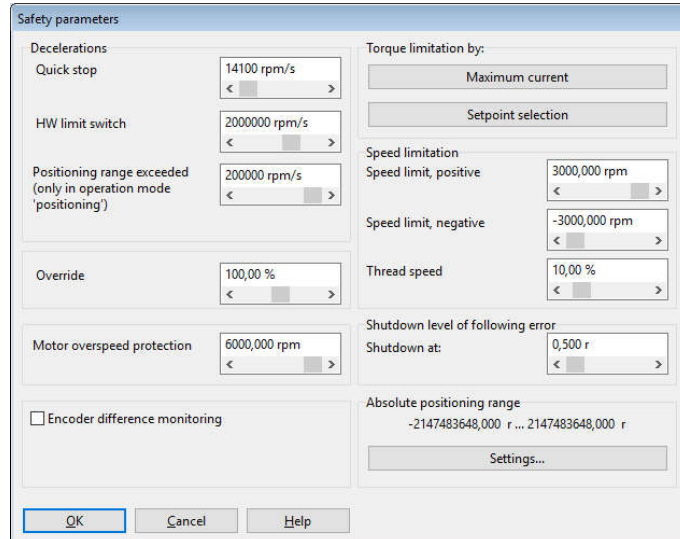 Safety parameters
Decelerations
Quick stop
14100 rpm/s
HW limit switch
2000000 rpm/s
Positioning range exceeded
(only in operation mode
'positioning')
200000 rpm/s
Override
100,00 %
Motor overspeed protection
6000,000 rpm
Encoder difference monitoring
Torque limitation by:
Maximum current
Setpoint selection
Speed limitation
Speed limit, positive
3000,000 rpm
Speed limit, negative
-3000,000 rpm
Thread speed
10,00 %
Shutdown level of following error
Shutdown at:
0,500 r
Absolute positioning range
-2147483648,000 r ... 2147483648,000 r
Settings...
OK
Cancel
Help